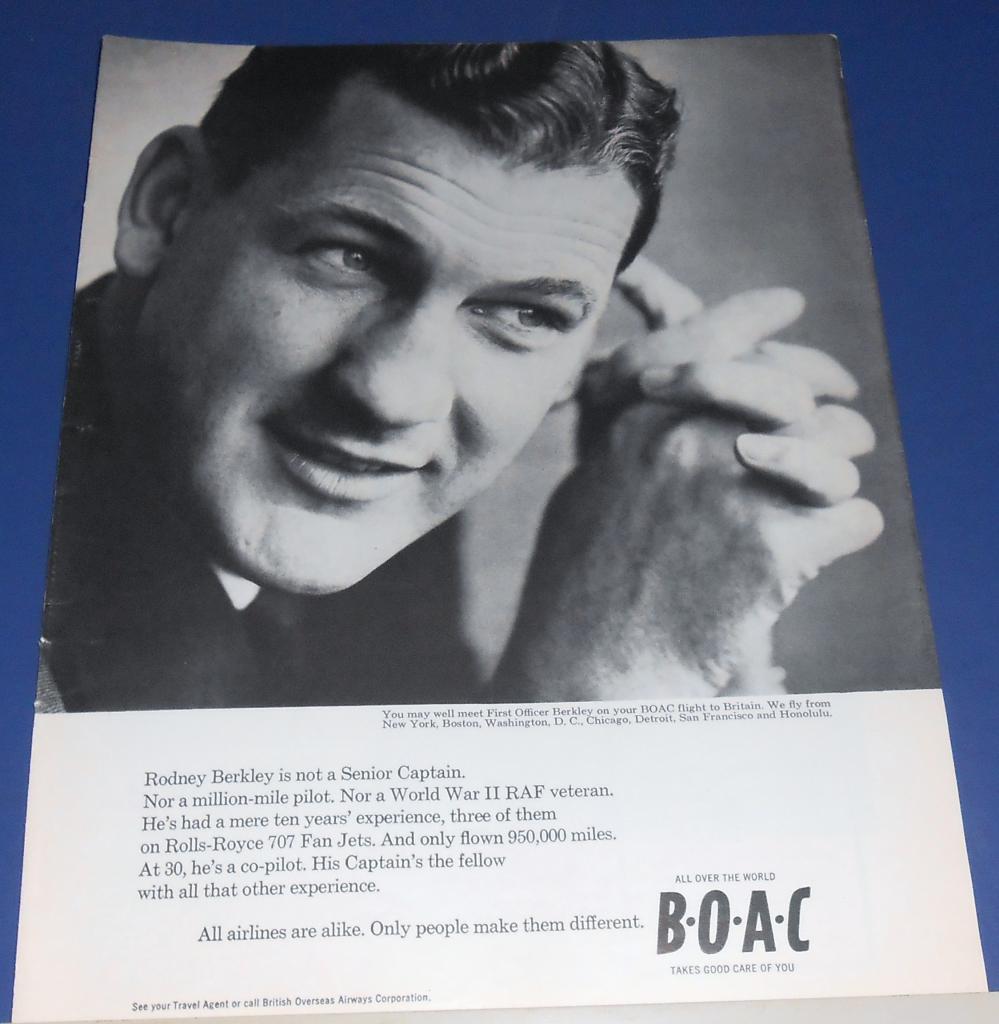 You may well meet First Officer Berkley on your BOAC flight to Britain. We fly from
New York, Boston, Washington, D. C., Chicago, Detroit, San Francisco and Honolulu.
Rodney Berkley is not a Senior Captain.
Nor a million-mile pilot. Nor a World War II RAF veteran.
He's had a mere ten years' experience, three of them
on Rolls-Royce 707 Fan Jets. And only flown 950,000 miles.
At 30, he's a co-pilot. His Captain's the fellow
with all that other experience.
All airlines are alike. Only people make them different.
ALL OVER THE WORLD
B·O·A·C
TAKES GOOD CARE OF YOU
See your Travel Agent or call British Overseas Airways Corporation.